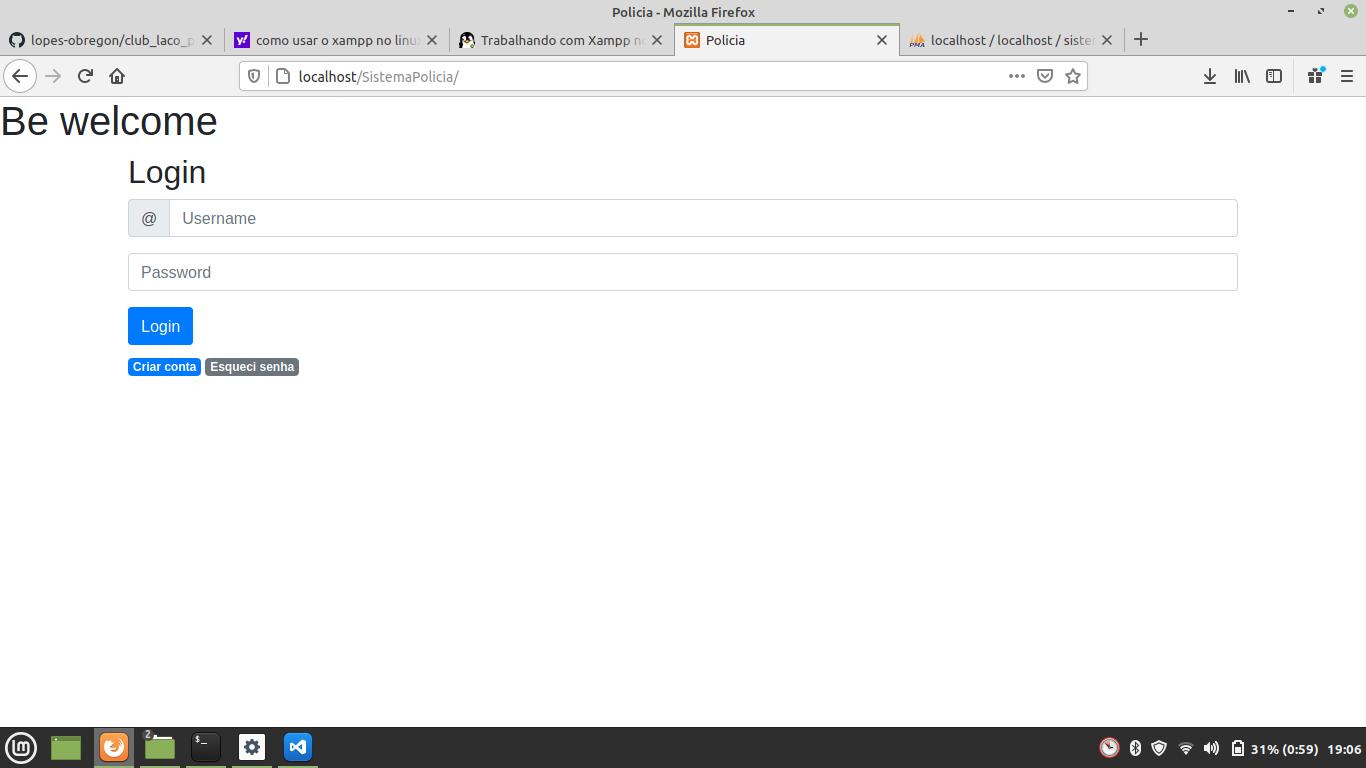 Policia - Mozilla Firefox
lopes-obregon/club_laco_p
como usar o xampp no linu
Trabalhando com Xampp n
Policia
localhost / localhost / siste
localhost/SistemaPolicia/
Be welcome
Login
@ Username
Password
Login
Criar conta Esqueci senha
2
31% (0:59) 19:06